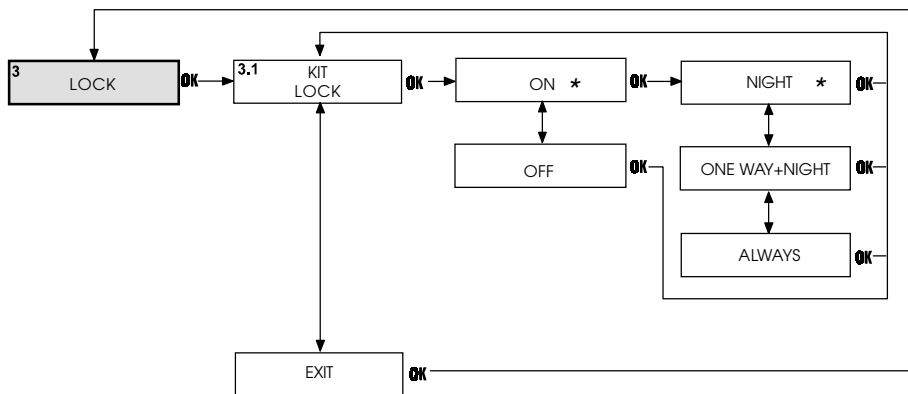 3
LOCK
OK
3.1
KIT
LOCK
OK
ON *
OK
NIGHT *
OK
OFF
OK
ONE WAY+NIGHT
OK
ALWAYS
OK
EXIT
OK